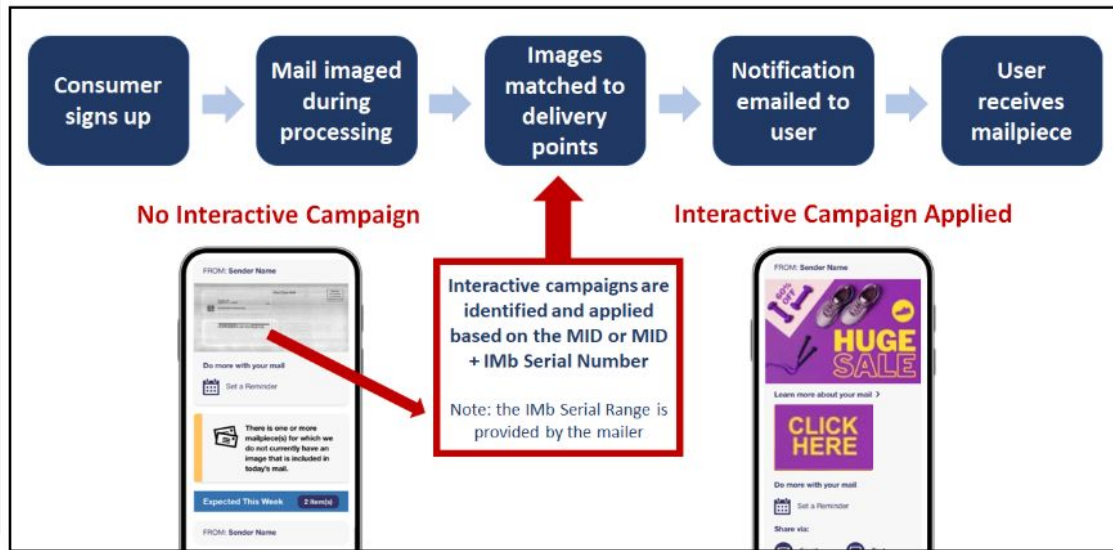 Consumer
signs up
Mail imaged
during
processing
Images
matched to
delivery
points
Notification
emailed to
user
User
receives
mailpiece
No Interactive Campaign
Interactive Campaign Applied
FROM: Sender Name
Do more with your mail
Set a Reminder
There is one or more
mailpiece(s) for which we
do not currently have an
image that is included in
today's mail.
Expected This Week
2 Item(s)
FROM: Sender Name
Interactive campaigns are
identified and applied
based on the MID or MID
+ IMb Serial Number
Note: the IMb Serial Range is
provided by the mailer
FROM: Sender Name
60%
OFF
HUGE
SALE
Learn more about your mail >
CLICK
HERE
Do more with your mail
Set a Reminder
Share via: